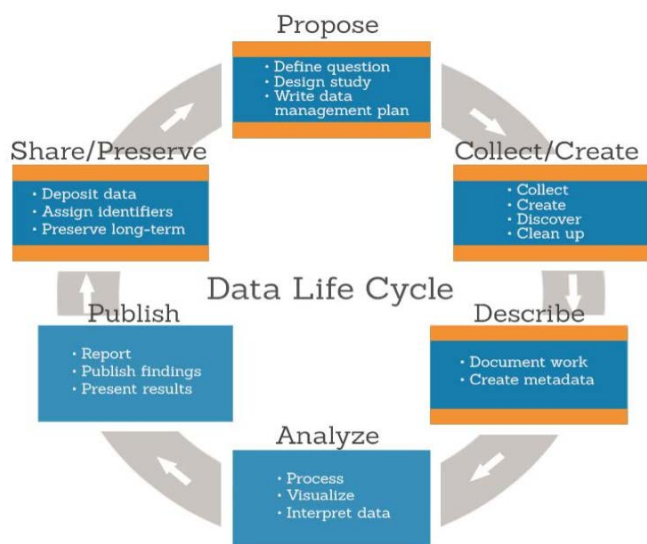 Propose
• Define question
• Design study
• Write data
management plan
Collect/Create
• Collect
• Create
• Discover
• Clean up
Describe
• Document work
• Create metadata
Analyze
• Process
• Visualize
• Interpret data
Publish
• Report
• Publish findings
• Present results
Share/Preserve
• Deposit data
• Assign identifiers
• Preserve long-term
Data Life Cycle